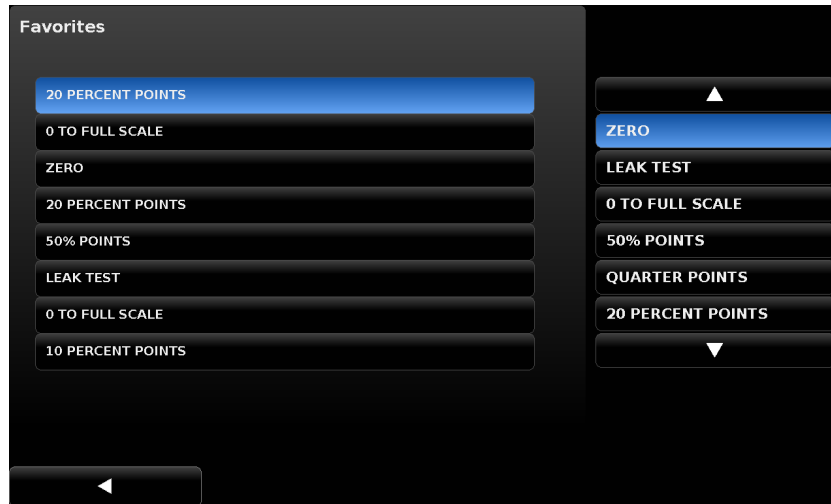 Favorites
20 PERCENT POINTS
0 TO FULL SCALE
ZERO
20 PERCENT POINTS
50% POINTS
LEAK TEST
0 TO FULL SCALE
10 PERCENT POINTS
ZERO
LEAK TEST
0 TO FULL SCALE
50% POINTS
QUARTER POINTS
20 PERCENT POINTS